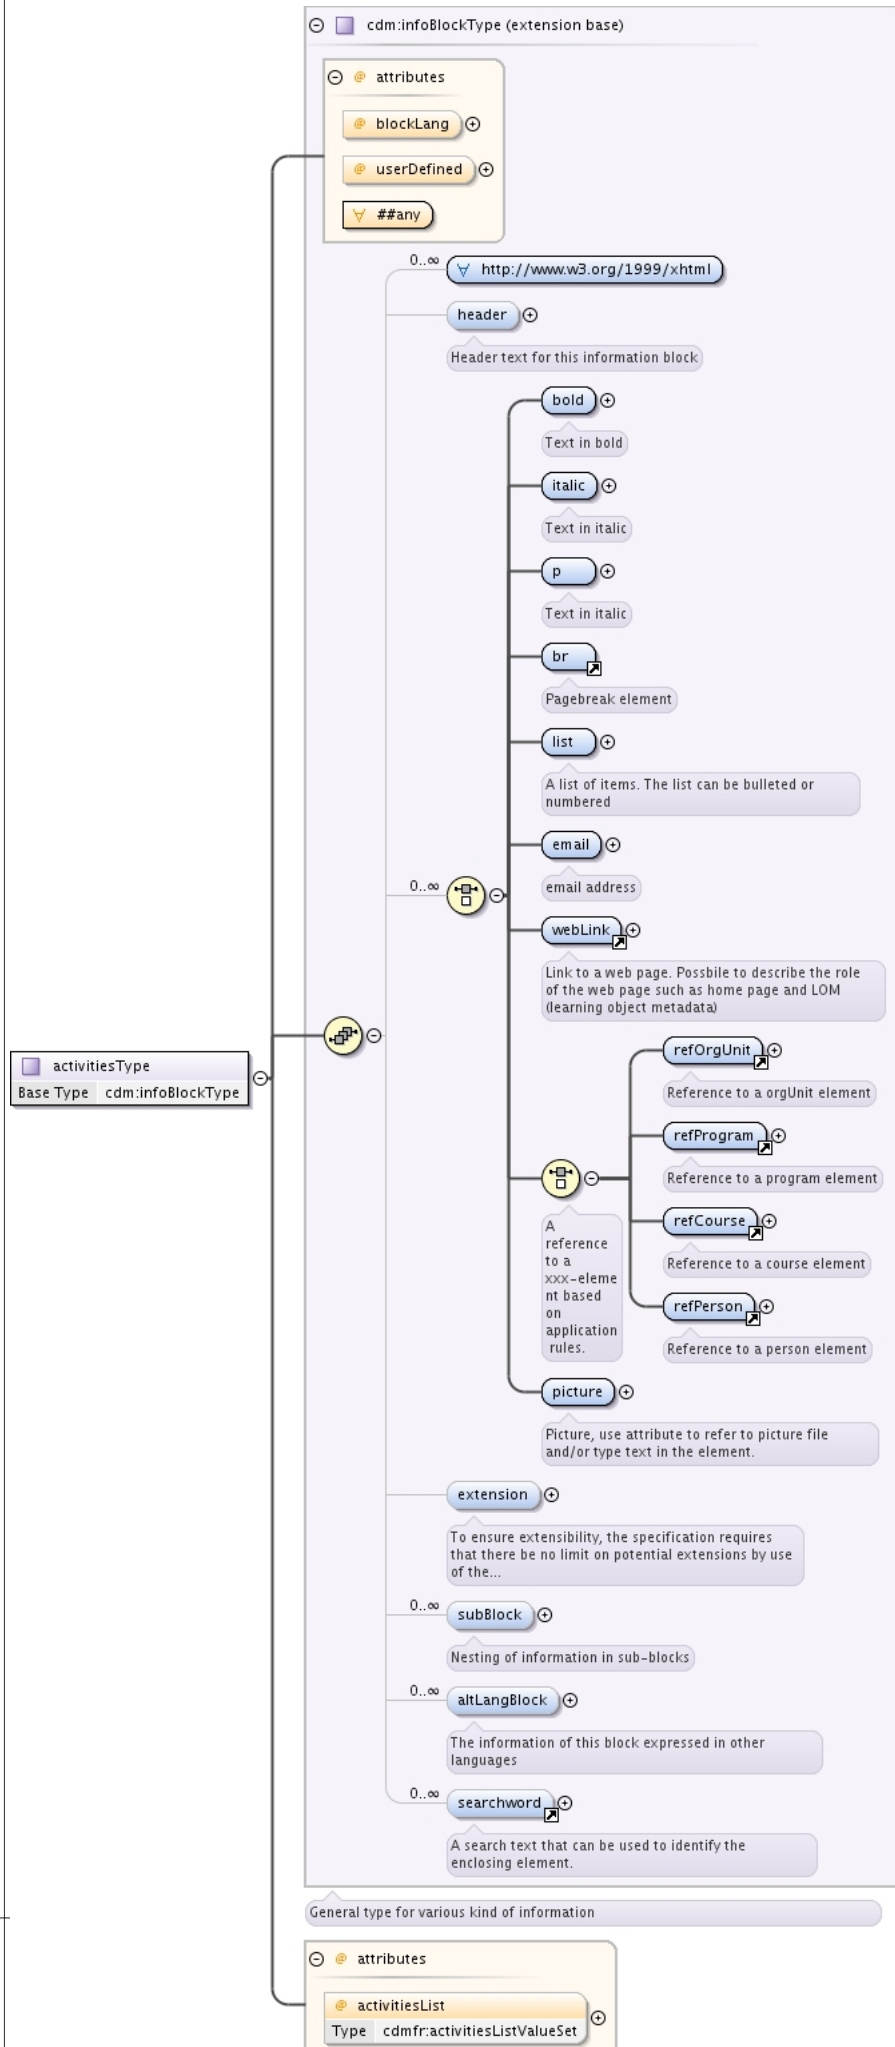 cdm:infoBlockType (extension base)
@ attributes
@ blockLang
@ userDefined
∀ ##any
0..∞
∀ http://www.w3.org/1999/xhtml
header
Header text for this information block
bold
Text in bold
italic
Text in italic
p
Text in italic
br
Pagebreak element
list
A list of items. The list can be bulleted or
numbered
email
email address
0..∞
webLink
Link to a web page. Possbile to describe the role
of the web page such as home page and LOM
(learning object metadata)
activitiesType
Base Type cdm:infoBlockType
refOrgUnit
Reference to a orgUnit element
refProgram
Reference to a program element
refCourse
Reference to a course element
refPerson
Reference to a person element
A
reference
to a
xxx-eleme
nt based
on
application
rules.
picture
Picture, use attribute to refer to picture file
and/or type text in the element.
extension
To ensure extensibility, the specification requires
that there be no limit on potential extensions by use
of the...
0..∞
subBlock
Nesting of information in sub-blocks
0..∞
altLangBlock
The information of this block expressed in other
languages
0..∞
searchword
A search text that can be used to identify the
enclosing element.
General type for various kind of information
@ attributes
@ activitiesList
Type cdmfr:activitiesListValueSet